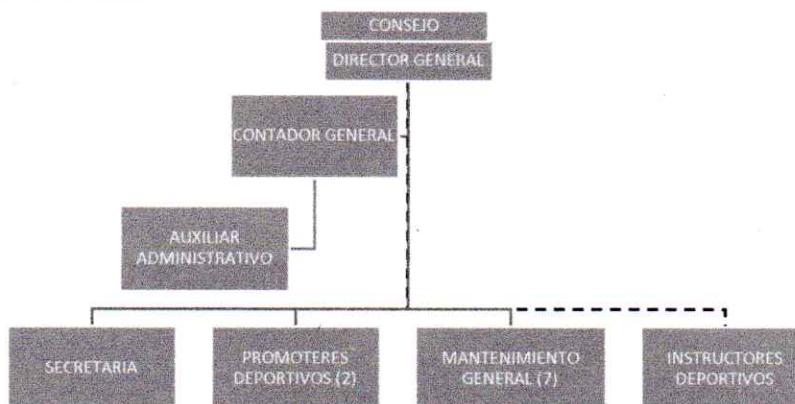 CONSEJO
DIRECTOR GENERAL
CONTADOR GENERAL
AUXILIAR
ADMINISTRATIVO
SECRETARIA
PROMOTERES
DEPORTIVOS (2)
MANTENIMIENTO
GENERAL (7)
INSTRUCTORES
DEPORTIVOS